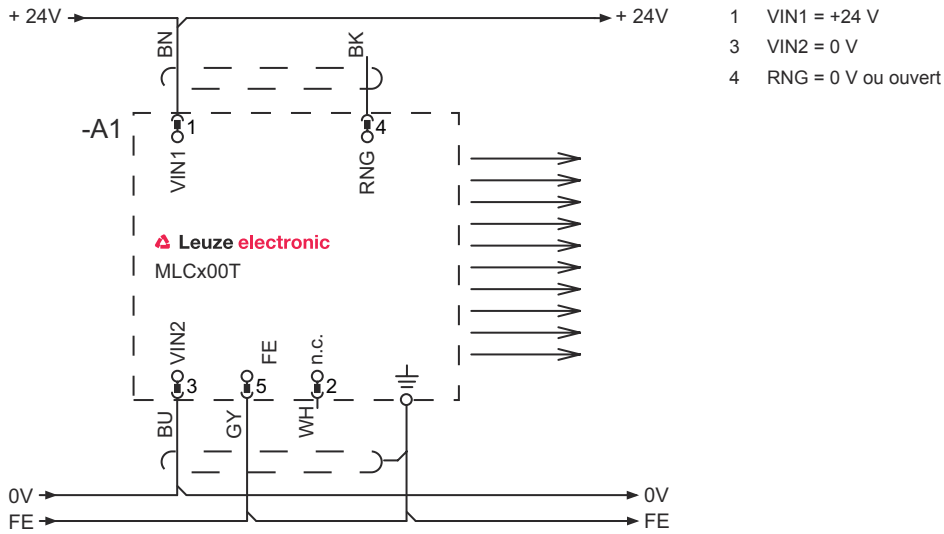 + 24V
+ 24V
1 VIN1 = +24 V
3 VIN2 = 0 V
4 RNG = 0 V ou ouvert
BN
BK
-A1
1
4
VIN1
RNG
Leuze electronic
MLCx00T
VIN2
FE
n.c.
3
5
2
BU
GY
WH
0V
0V
FE
FE